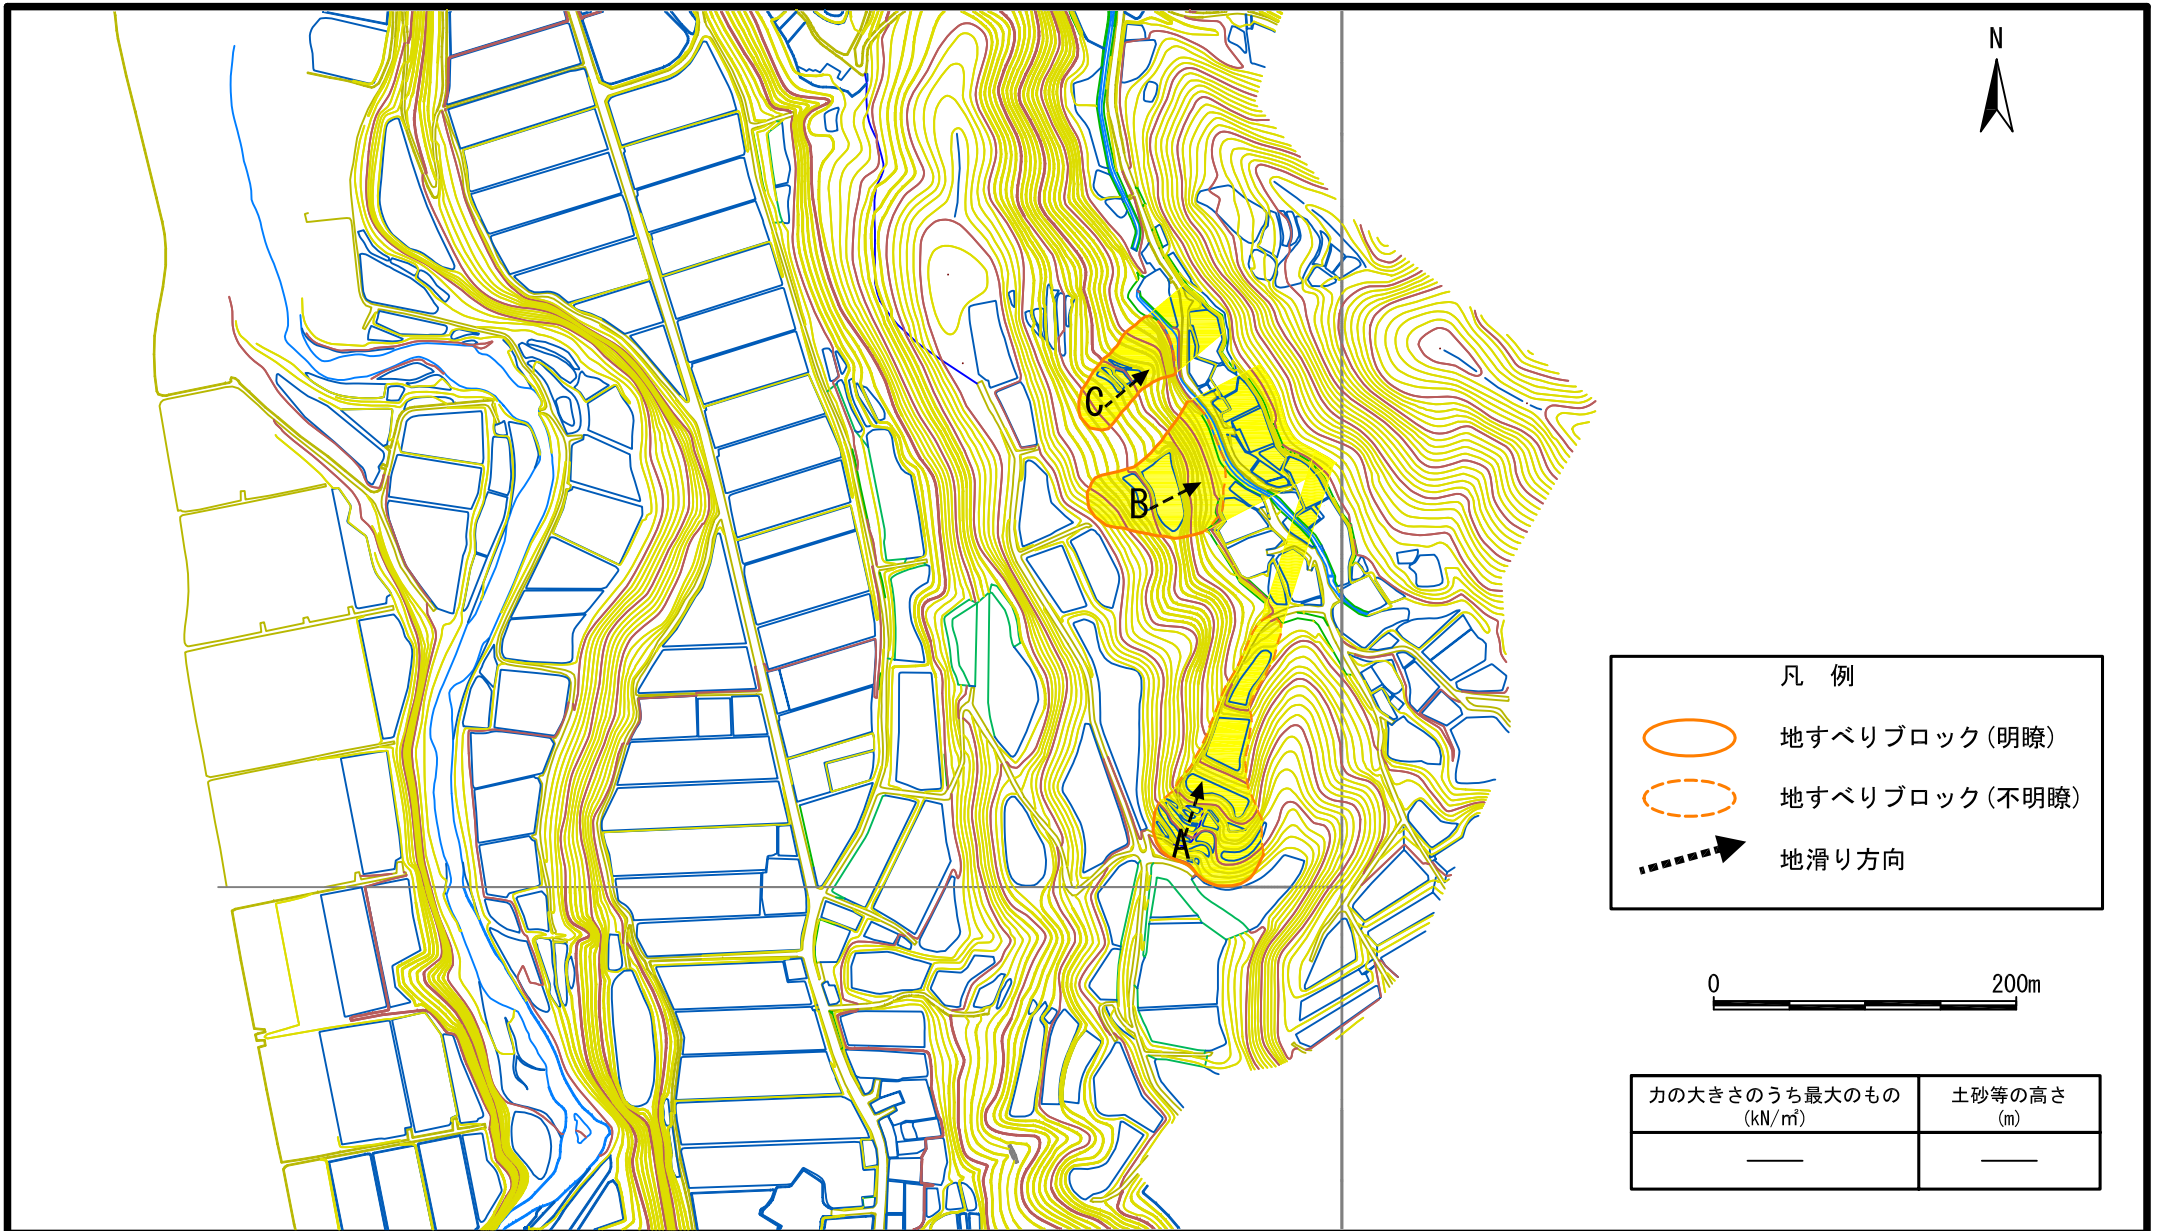 N
C
B
A
凡 例
地すべりブロック(明瞭)
地すべりブロック(不明瞭)
地滑り方向
0 200m
力の大きさのうち最大のもの
(kN/㎡)
土砂等の高さ
(m)